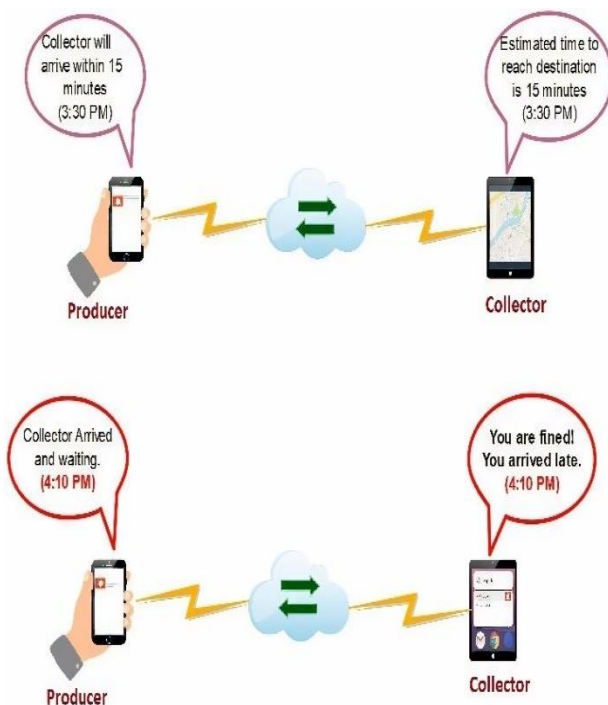 Collector will
arrive within 15
minutes
(3:30 PM)
Estimated time to
reach destination
is 15 minutes
(3:30 PM)
Producer
Collector
Collector Arrived
and waiting.
(4:10 PM)
You are fined!
You arrived late.
(4:10 PM)
Producer
Collector